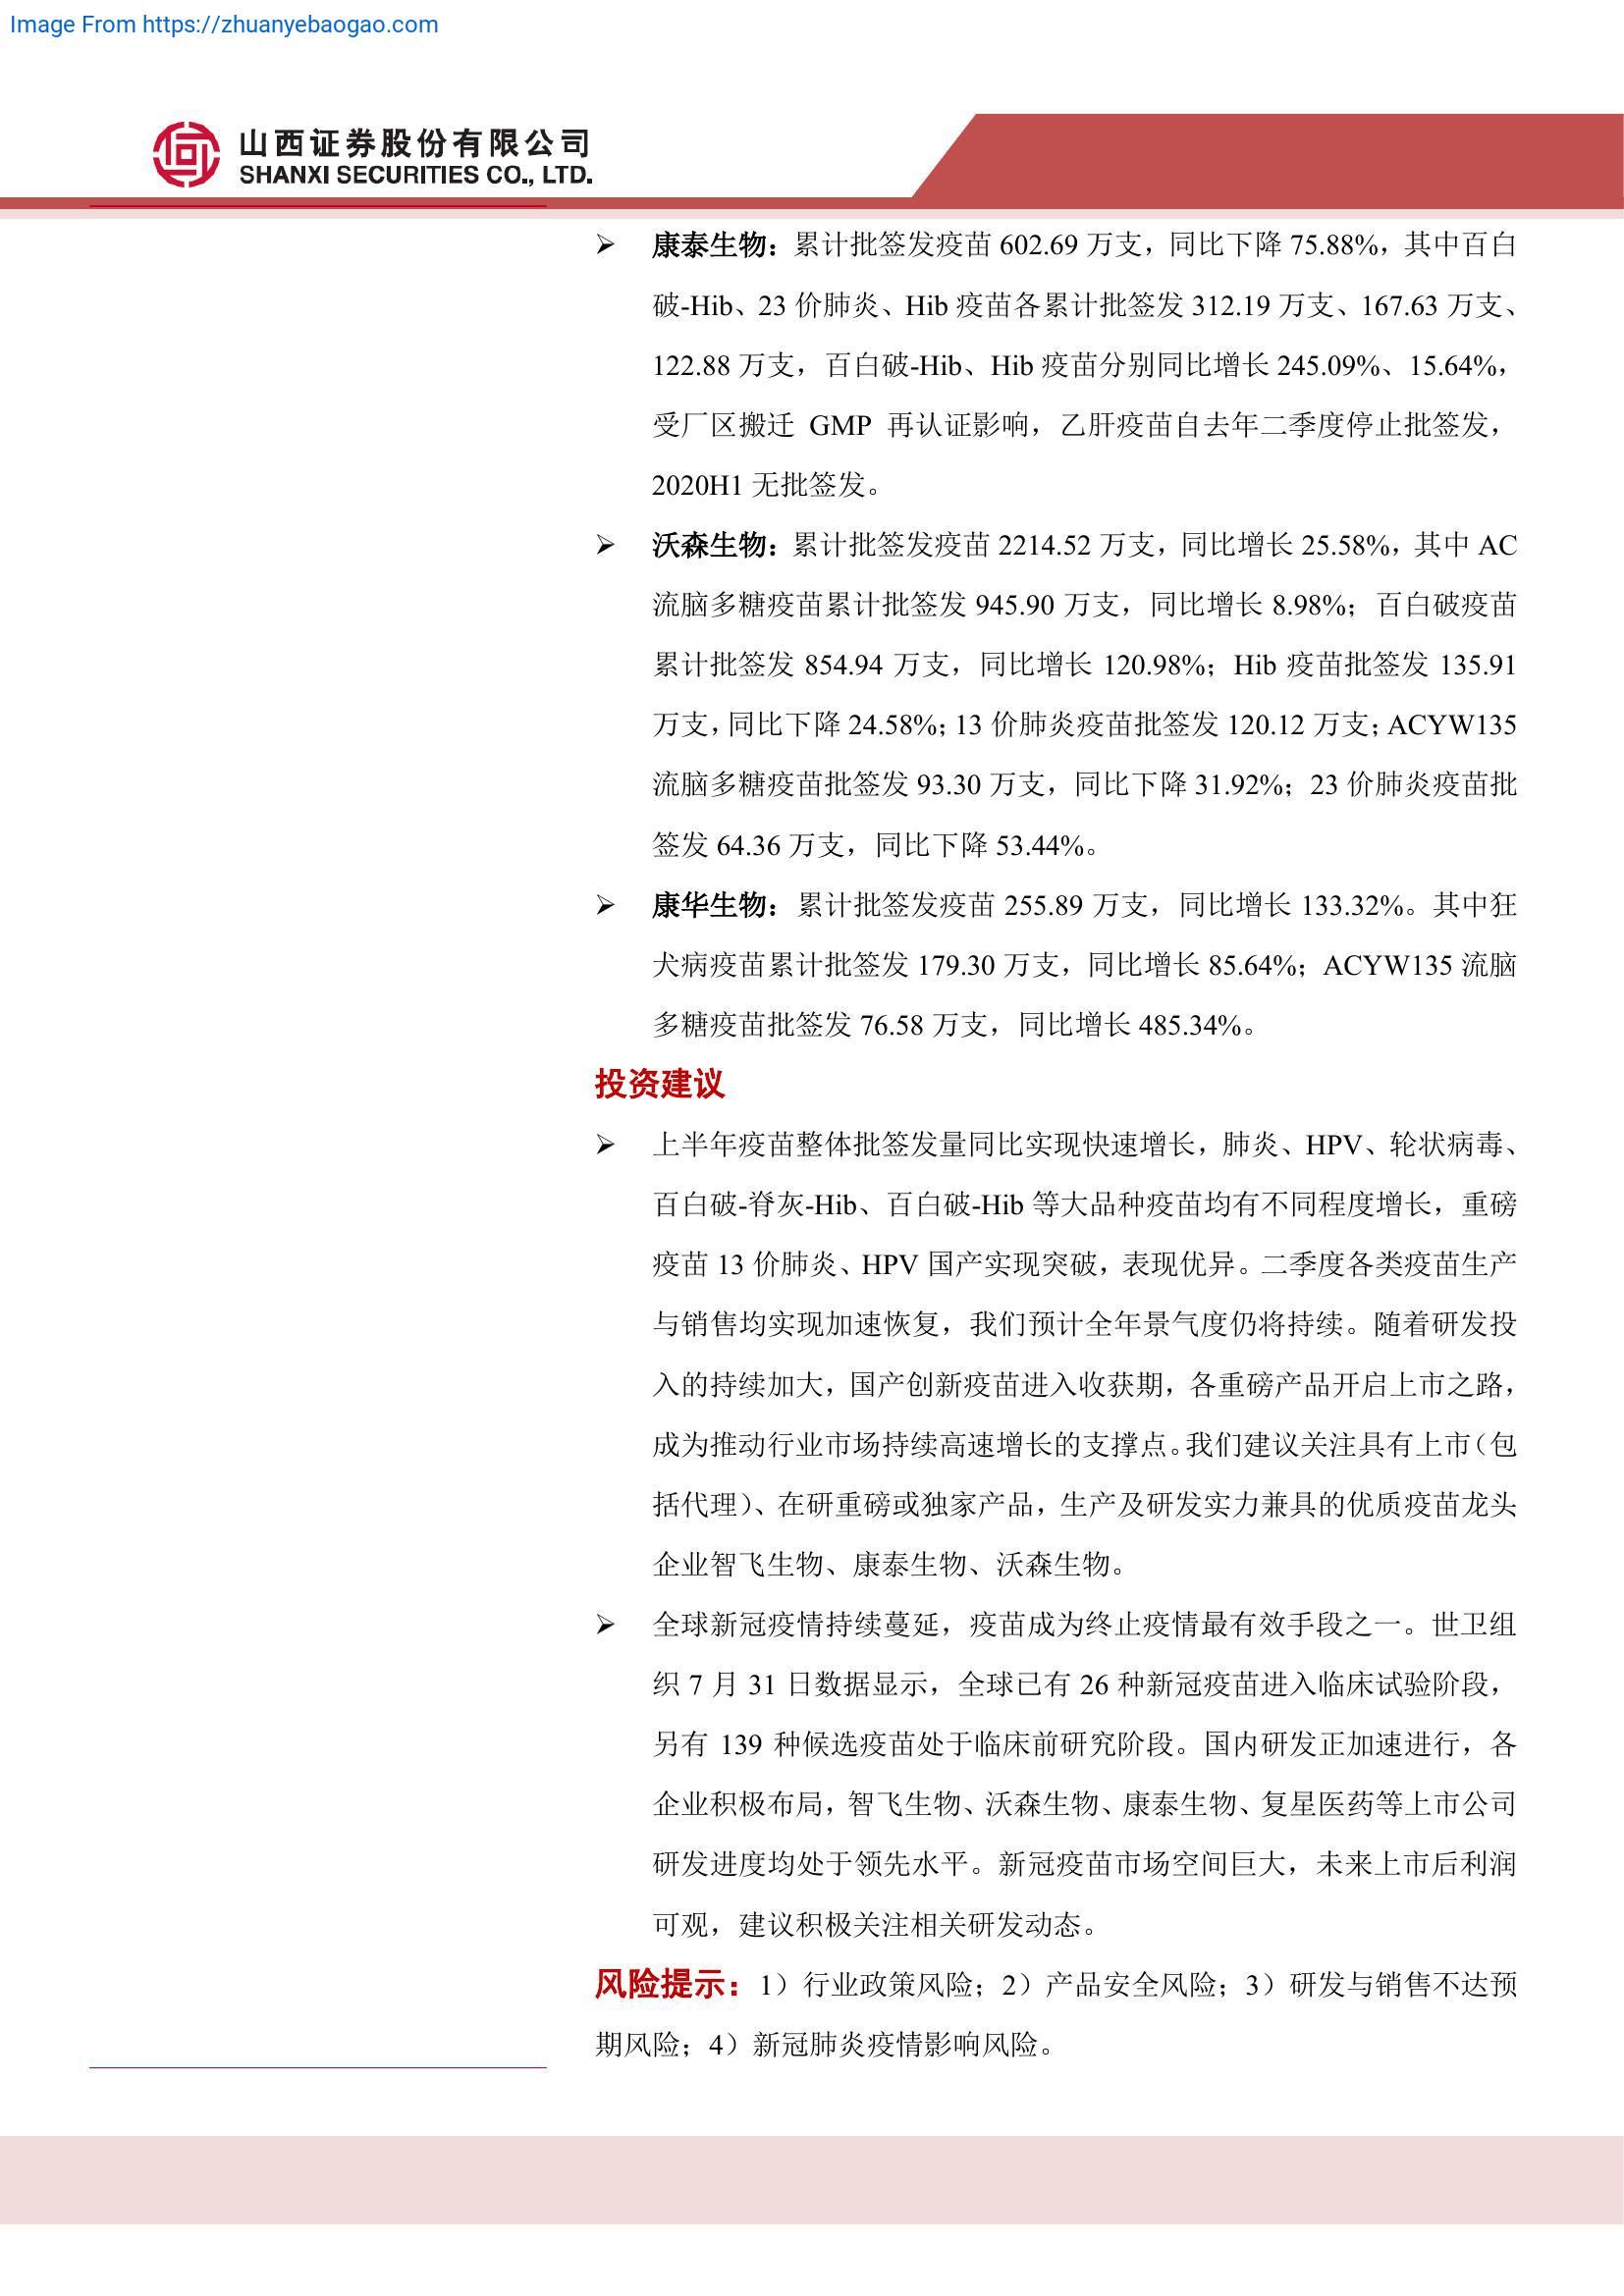 Image From https://zhuanyebaogao.com
山西证券股份有限公司
SHANXI SECURITIES CO., LTD.
➢ 康泰生物：累计批签发疫苗 602.69 万支，同比下降 75.88%，其中百白
破-Hib、23 价肺炎、Hib 疫苗各累计批签发 312.19 万支、167.63 万支、
122.88 万支，百白破-Hib、Hib 疫苗分别同比增长 245.09%、15.64%，
受厂区搬迁 GMP 再认证影响，乙肝疫苗自去年二季度停止批签发，
2020H1 无批签发。
➢ 沃森生物：累计批签发疫苗 2214.52 万支，同比增长 25.58%，其中 AC
流脑多糖疫苗累计批签发 945.90 万支，同比增长 8.98%；百白破疫苗
累计批签发 854.94 万支，同比增长 120.98%；Hib 疫苗批签发 135.91
万支，同比下降 24.58%；13 价肺炎疫苗批签发 120.12 万支；ACYW135
流脑多糖疫苗批签发 93.30 万支，同比下降 31.92%；23 价肺炎疫苗批
签发 64.36 万支，同比下降 53.44%。
➢ 康华生物：累计批签发疫苗 255.89 万支，同比增长 133.32%。其中狂
犬病疫苗累计批签发 179.30 万支，同比增长 85.64%；ACYW135 流脑
多糖疫苗批签发 76.58 万支，同比增长 485.34%。
投资建议
➢ 上半年疫苗整体批签发量同比实现快速增长，肺炎、HPV、轮状病毒、
百白破-脊灰-Hib、百白破-Hib 等大品种疫苗均有不同程度增长，重磅
疫苗 13 价肺炎、HPV 国产实现突破，表现优异。二季度各类疫苗生产
与销售均实现加速恢复，我们预计全年景气度仍将持续。随着研发投
入的持续加大，国产创新疫苗进入收获期，各重磅产品开启上市之路，
成为推动行业市场持续高速增长的支撑点。我们建议关注具有上市（包
括代理）、在研重磅或独家产品，生产及研发实力兼具的优质疫苗龙头
企业智飞生物、康泰生物、沃森生物。
➢ 全球新冠疫情持续蔓延，疫苗成为终止疫情最有效手段之一。世卫组
织 7 月 31 日数据显示，全球已有 26 种新冠疫苗进入临床试验阶段，
另有 139 种候选疫苗处于临床前研究阶段。国内研发正加速进行，各
企业积极布局，智飞生物、沃森生物、康泰生物、复星医药等上市公司
研发进度均处于领先水平。新冠疫苗市场空间巨大，未来上市后利润
可观，建议积极关注相关研发动态。
风险提示：1）行业政策风险；2）产品安全风险；3）研发与销售不达预
期风险；4）新冠肺炎疫情影响风险。